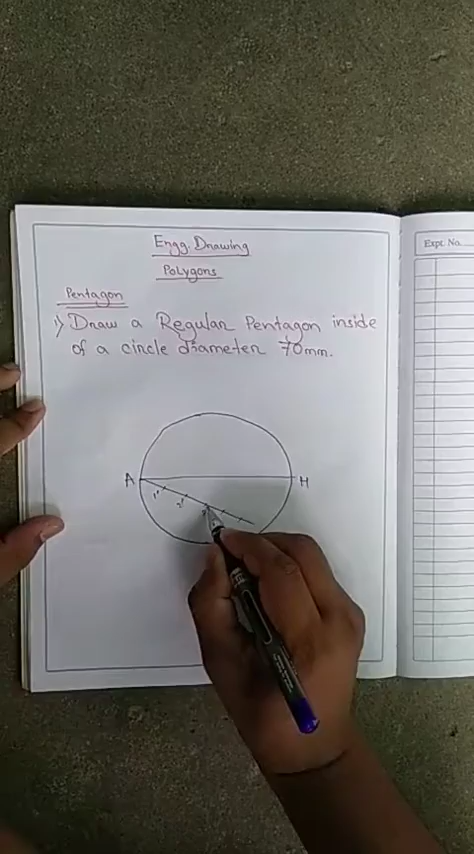 Engg. Drawing
Polygons
Pentagon
1) Draw a Regular Pentagon inside
of a circle diameter 70mm.
A
H
1'
2'
3'
Expt. No.